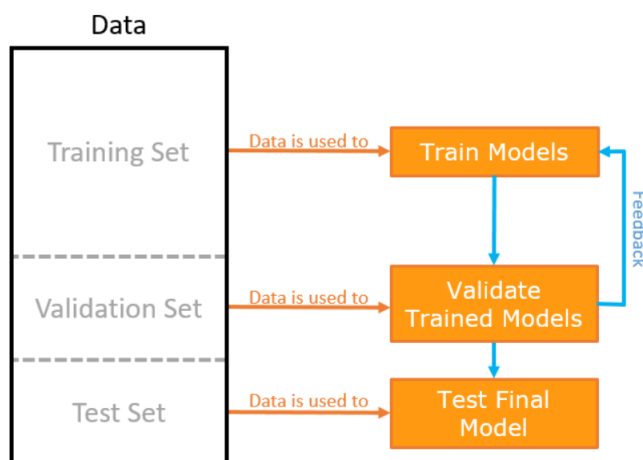 Data
Training Set
Data is used to
Train Models
Feedback
Validation Set
Data is used to
Validate
Trained Models
Test Set
Data is used to
Test Final
Model